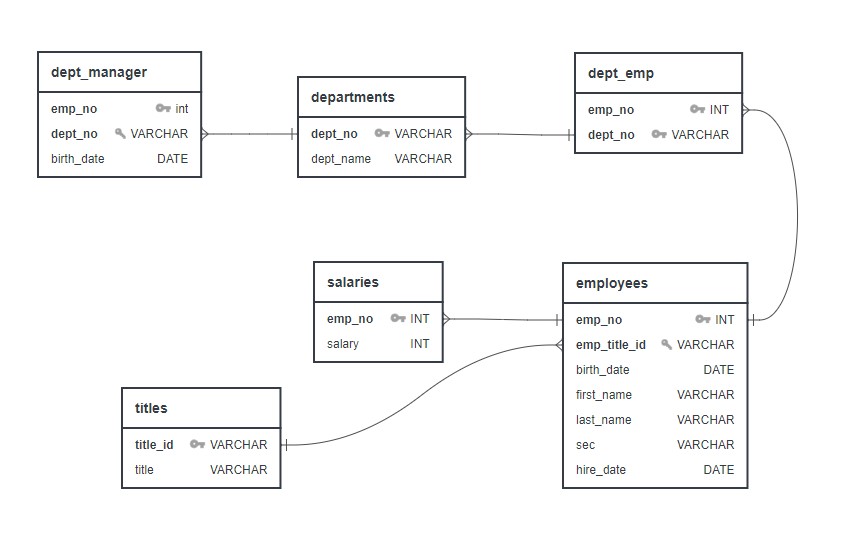 dept_manager
emp_no int
dept_no VARCHAR
birth_date DATE
departments
dept_no VARCHAR
dept_name VARCHAR
dept_emp
emp_no INT
dept_no VARCHAR
salaries
emp_no INT
salary INT
employees
emp_no INT
emp_title_id VARCHAR
birth_date DATE
first_name VARCHAR
last_name VARCHAR
sec VARCHAR
hire_date DATE
titles
title_id VARCHAR
title VARCHAR